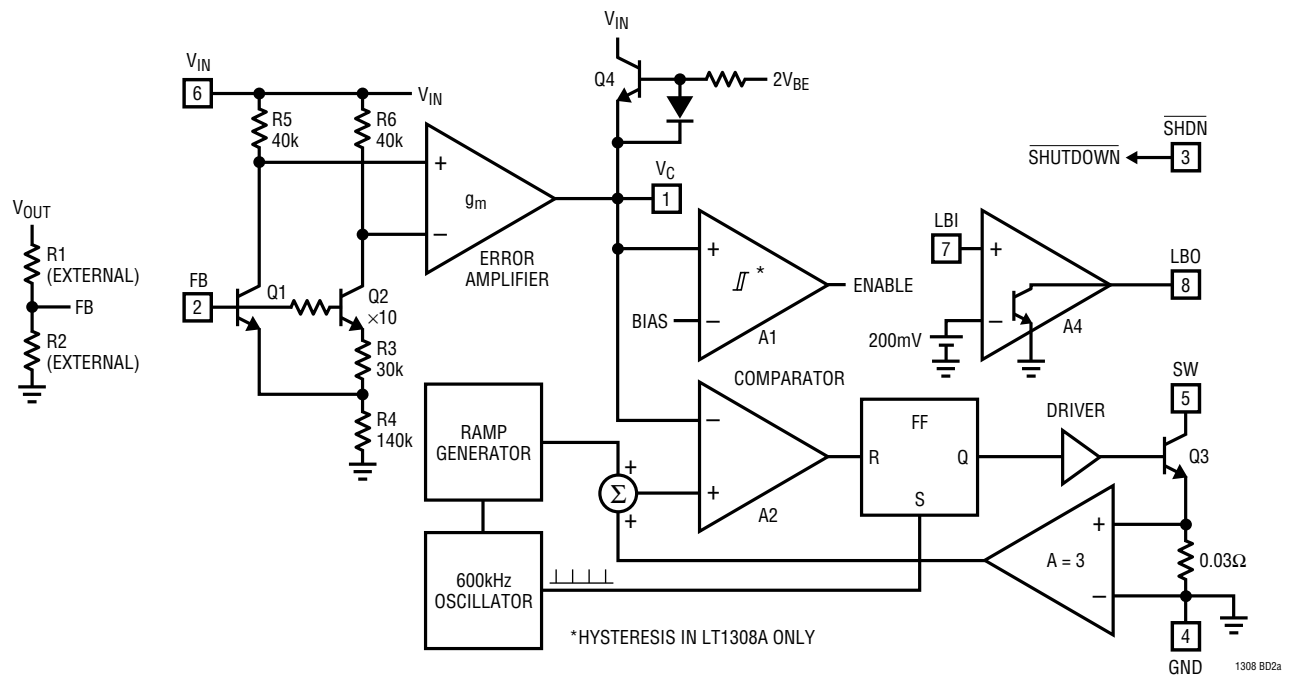 VIN
6
VIN
R5
40k
R6
40k
VOUT
R1
(EXTERNAL)
FB
R2
(EXTERNAL)
FB
2
Q1
Q2
×10
R3
30k
R4
140k
+
gm
–
ERROR
AMPLIFIER
VIN
Q4
2VBE
VC
1
+
*
–
BIAS
A1
ENABLE
COMPARATOR
–
+
A2
RAMP
GENERATOR
+
Σ
+
600kHz
OSCILLATOR
FF
R
Q
S
DRIVER
SW
5
Q3
A = 3
+
–
0.03Ω
4
GND
SHDN
3
SHUTDOWN
LBI
7
+
–
200mV
A4
LBO
8
*HYSTERESIS IN LT1308A ONLY
1308 BD2a